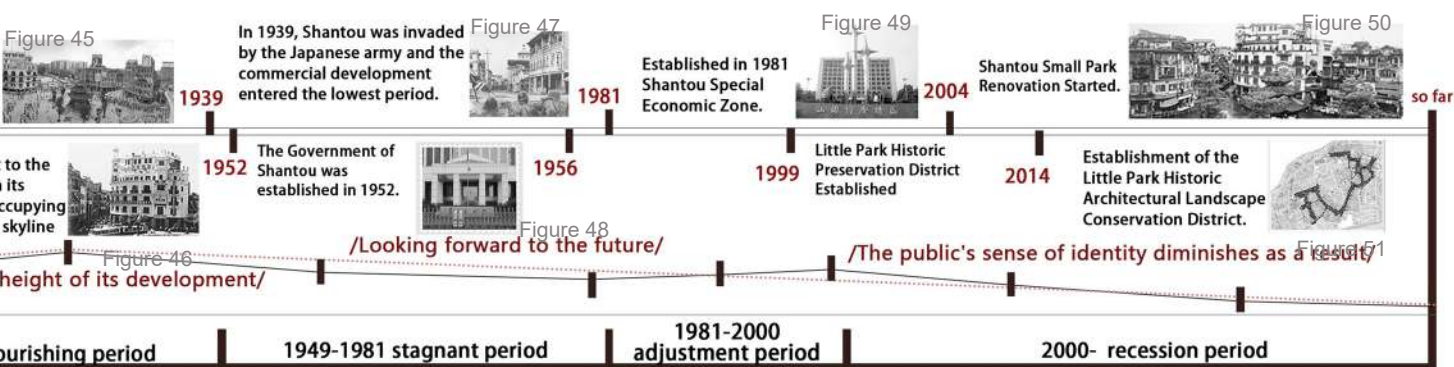 Figure 45
In 1939, Shantou was invaded
by the Japanese army and the
commercial development
entered the lowest period.
1939
Figure 47
1981
Established in 1981
Shantou Special
Economic Zone.
Figure 49
2004
Shantou Small Park
Renovation Started.
Figure 50
so far
to the
its
ccupying
skyline
Figure 46
1952
The Government of
Shantou was
established in 1952.
Figure 48
1956
1999
Little Park Historic
Preservation District
Established
2014
Establishment of the
Little Park Historic
Architectural Landscape
Conservation District.
Figure 51
height of its development/
/Looking forward to the future/
/The public's sense of identity diminishes as a result/
ourishing period
1949-1981 stagnant period
1981-2000
adjustment period
2000- recession period